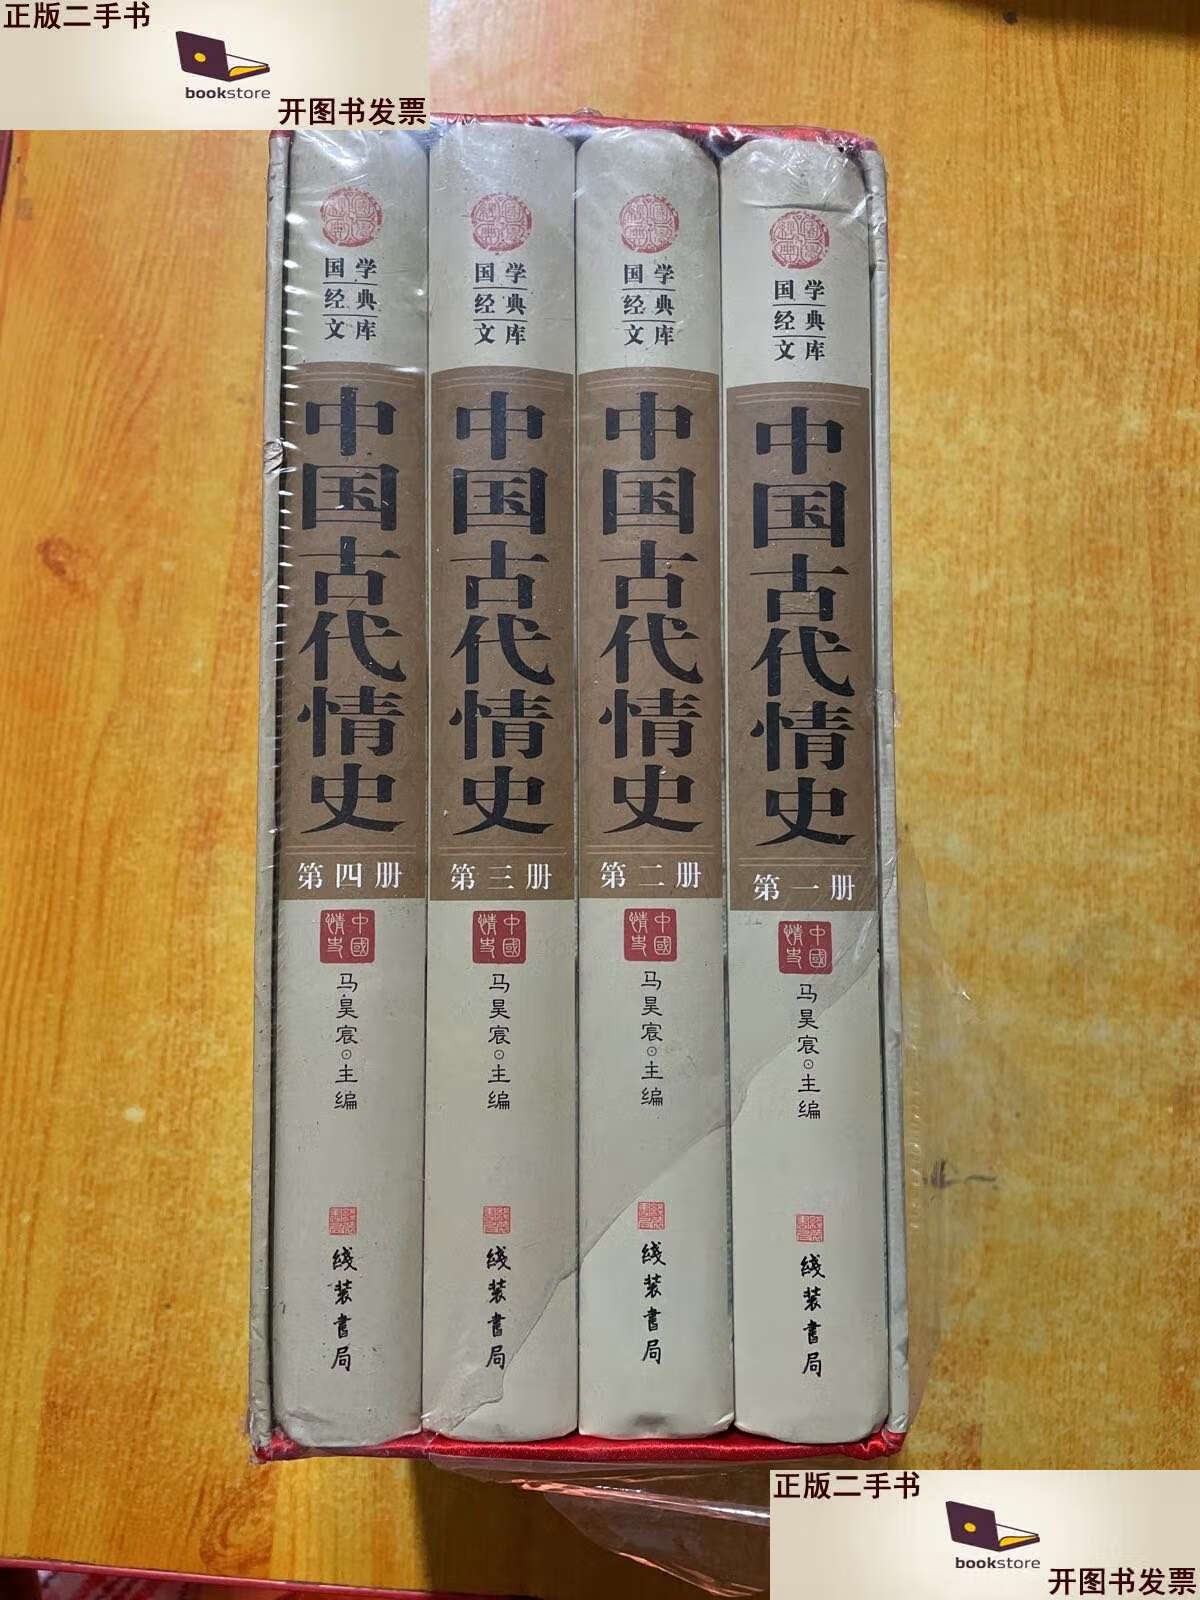 正版二手书
bookstore
开图书发票
国学
经典
文库
中国古代情史
第四册
中國
情史
马昊宸⊙主编
线装书局
国学
经典
文库
中国古代情史
第三册
中國
情史
马昊宸⊙主编
线装书局
国学
经典
文库
中国古代情史
第二册
中國
情史
马昊宸⊙主编
线装书局
国学
经典
文库
中国古代情史
第一册
中國
情史
马昊宸⊙主编
线装书局
正版二手书
bookstore
开图书发票